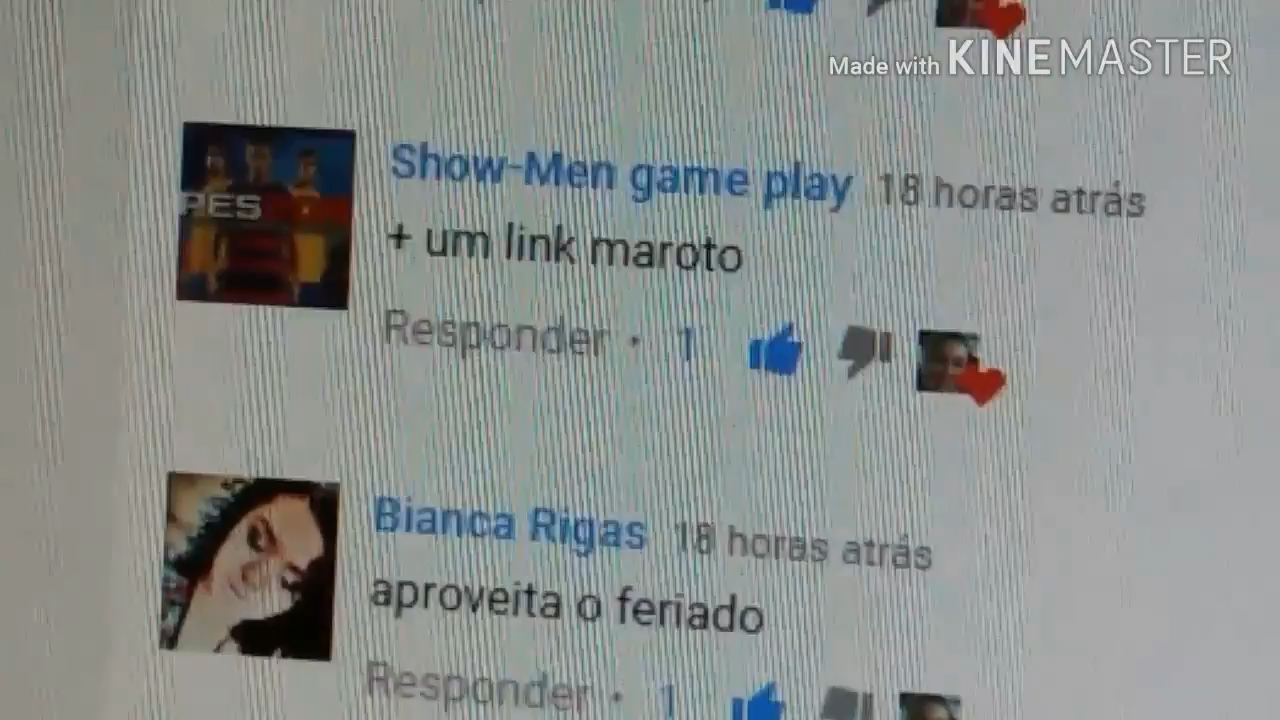 Made with KINEMASTER
Show-Men game play 18 horas atrás
PES
+ um link maroto
Responder · 1
Bianca Rigas 18 horas atrás
aproveita o feriado
Responder · 1